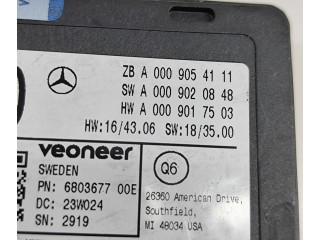 ZB A 000 905 41 11
SW A 000 902 08 48
HW A 000 901 75 03
HW:16/43.06 SW:18/35.00
veoneer
SWEDEN
PN: 6803677 00E
DC: 23W024
SN: 2919
Q6
26360 American Drive,
Southfield,
MI 48034 USA